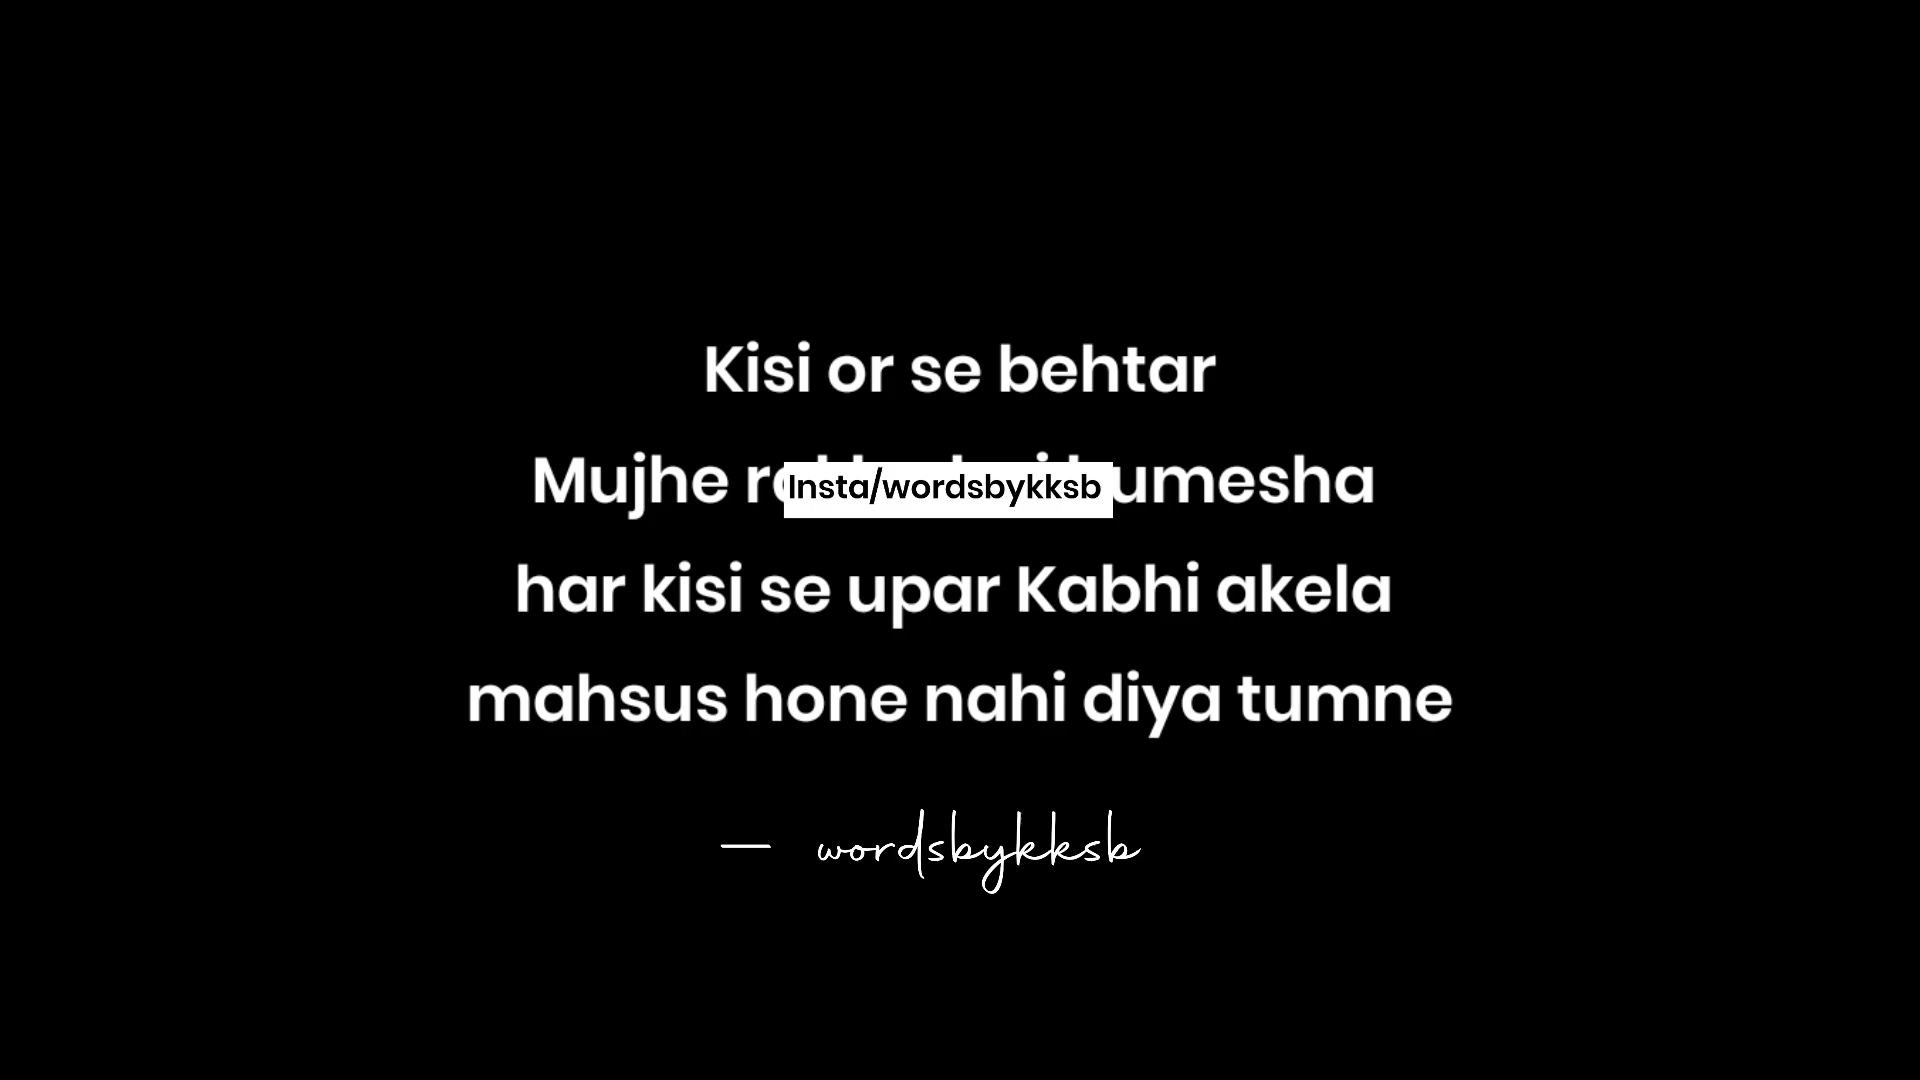 Kisi or se behtar
Mujhe umesha
Insta/wordsbykksb
har kisi se upar Kabhi akela
mahsus hone nahi diya tumne
— wordsbykksb